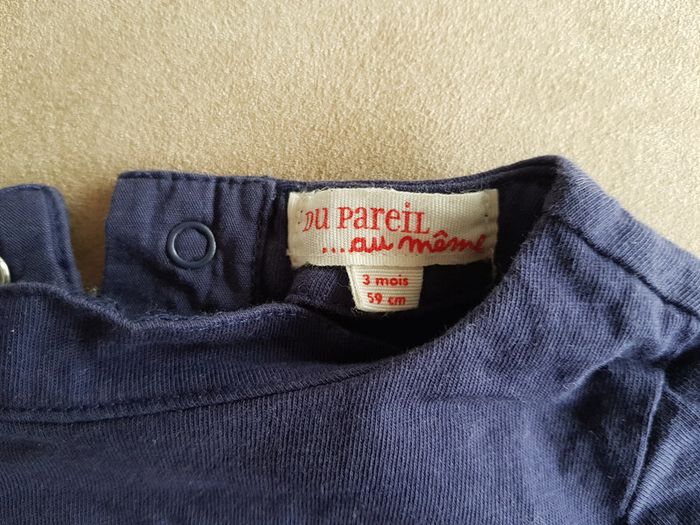 DU PAREIL
...au même
3 mois
59 cm